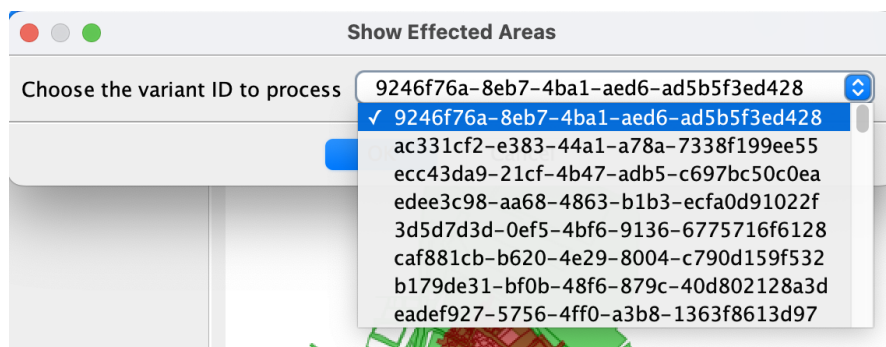 Show Effected Areas
Choose the variant ID to process
9246f76a-8eb7-4ba1-aed6-ad5b5f3ed428
9246f76a-8eb7-4ba1-aed6-ad5b5f3ed428
ac331cf2-e383-44a1-a78a-7338f199ee55
ecc43da9-21cf-4b47-adb5-c697bc50c0ea
edee3c98-aa68-4863-b1b3-ecfa0d91022f
3d5d7d3d-0ef5-4bf6-9136-6775716f6128
caf881cb-b620-4e29-8004-c790d159f532
b179de31-bf0b-48f6-879c-40d802128a3d
eadef927-5756-4ff0-a3b8-1363f8613d97